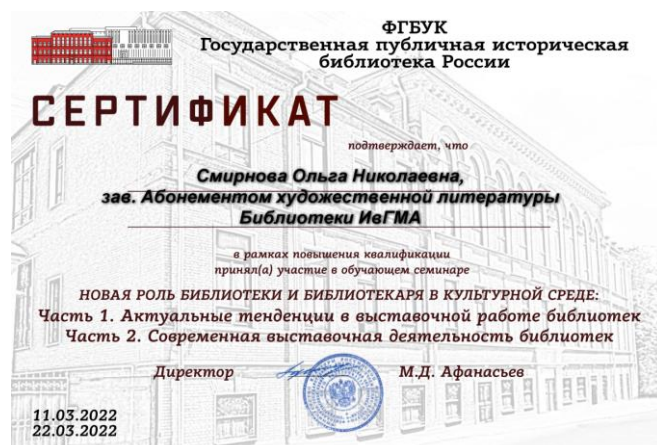 ФГБУК
Государственная публичная историческая
библиотека России
СЕРТИФИКАТ
подтверждает, что
Смирнова Ольга Николаевна,
зав. Абонементом художественной литературы
Библиотеки ИвГМА
в рамках повышения квалификации
принял(а) участие в обучающем семинаре
НОВАЯ РОЛЬ БИБЛИОТЕКИ И БИБЛИОТЕКАРЯ В КУЛЬТУРНОЙ СРЕДЕ:
Часть 1. Актуальные тенденции в выставочной работе библиотек
Часть 2. Современная выставочная деятельность библиотек
Директор М.Д. Афанасьев
11.03.2022
22.03.2022